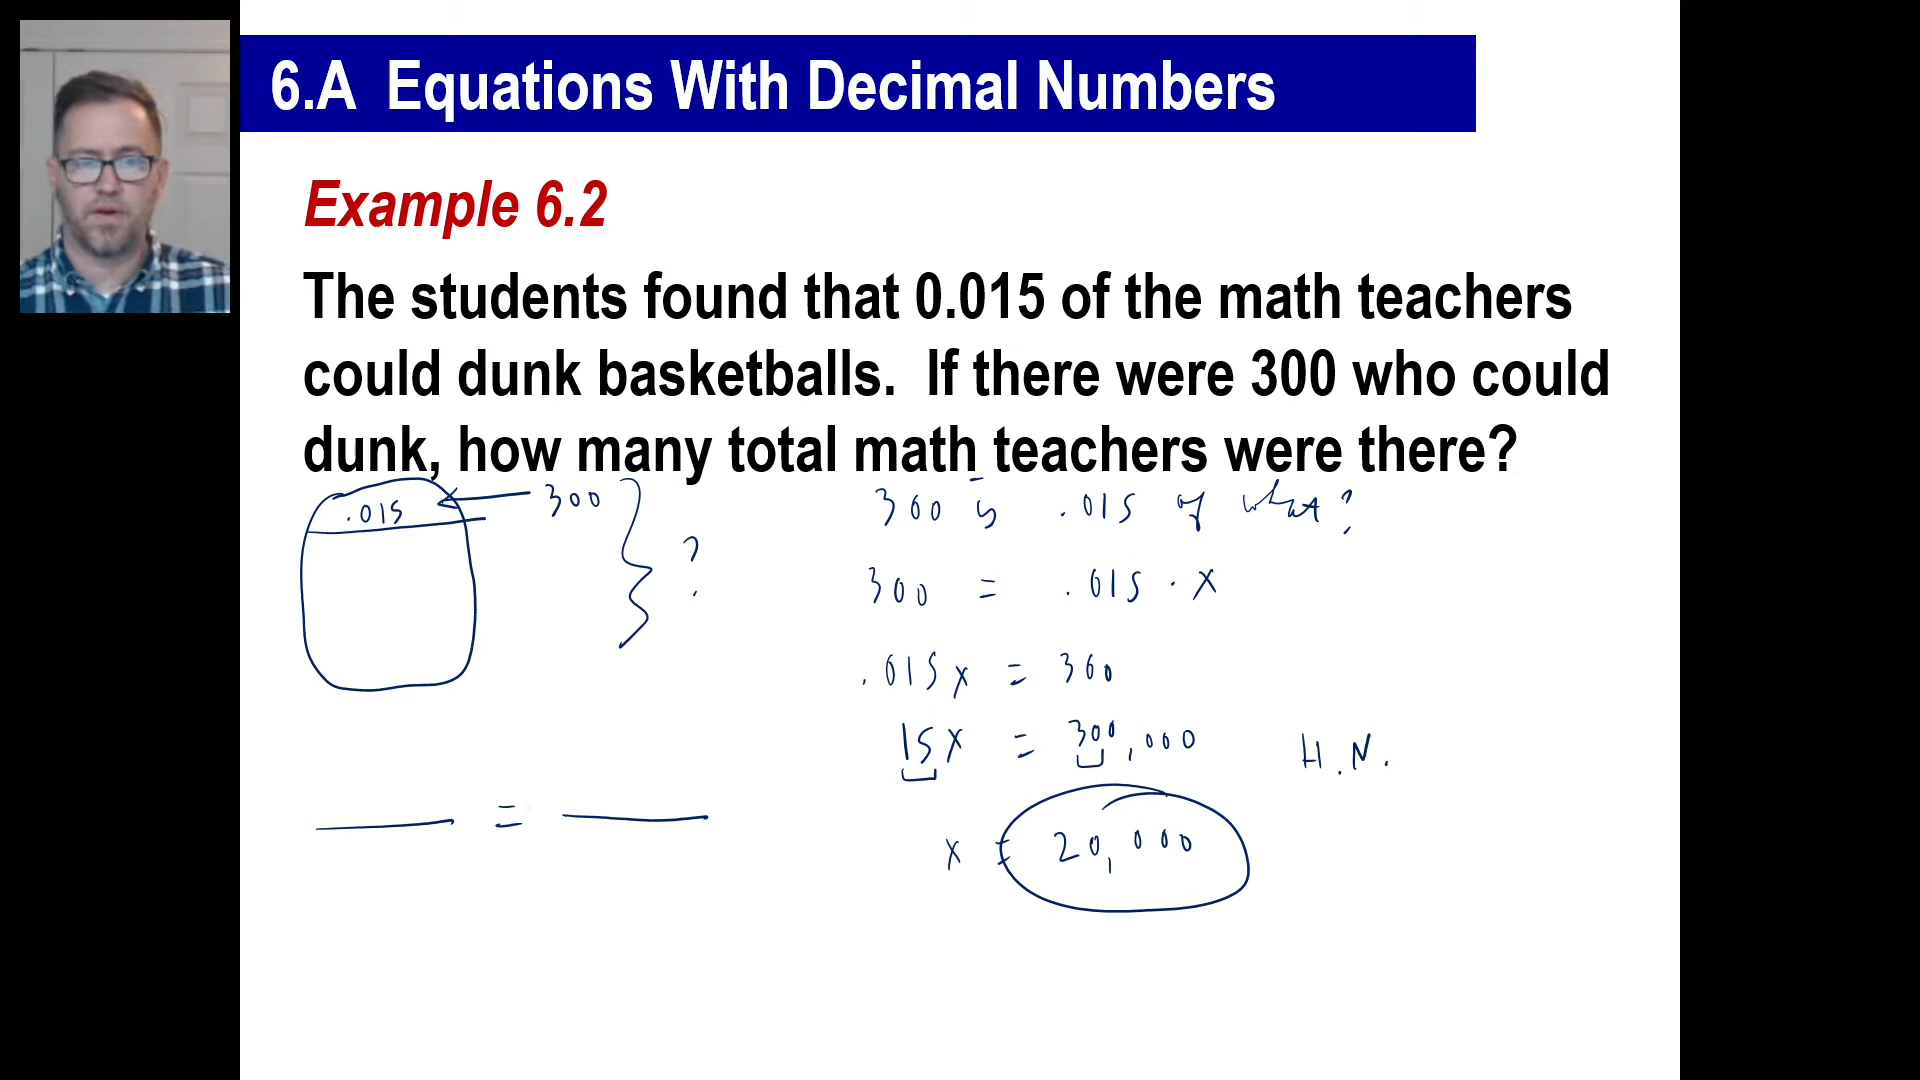 6.A Equations With Decimal Numbers
Example 6.2
The students found that 0.015 of the math teachers
could dunk basketballs. If there were 300 who could
dunk, how many total math teachers were there?
.015 300 ?
300 is .015 of what?
300 = .015 · x
.015x = 300
15x = 300,000 H.N.
x = 20,000
=